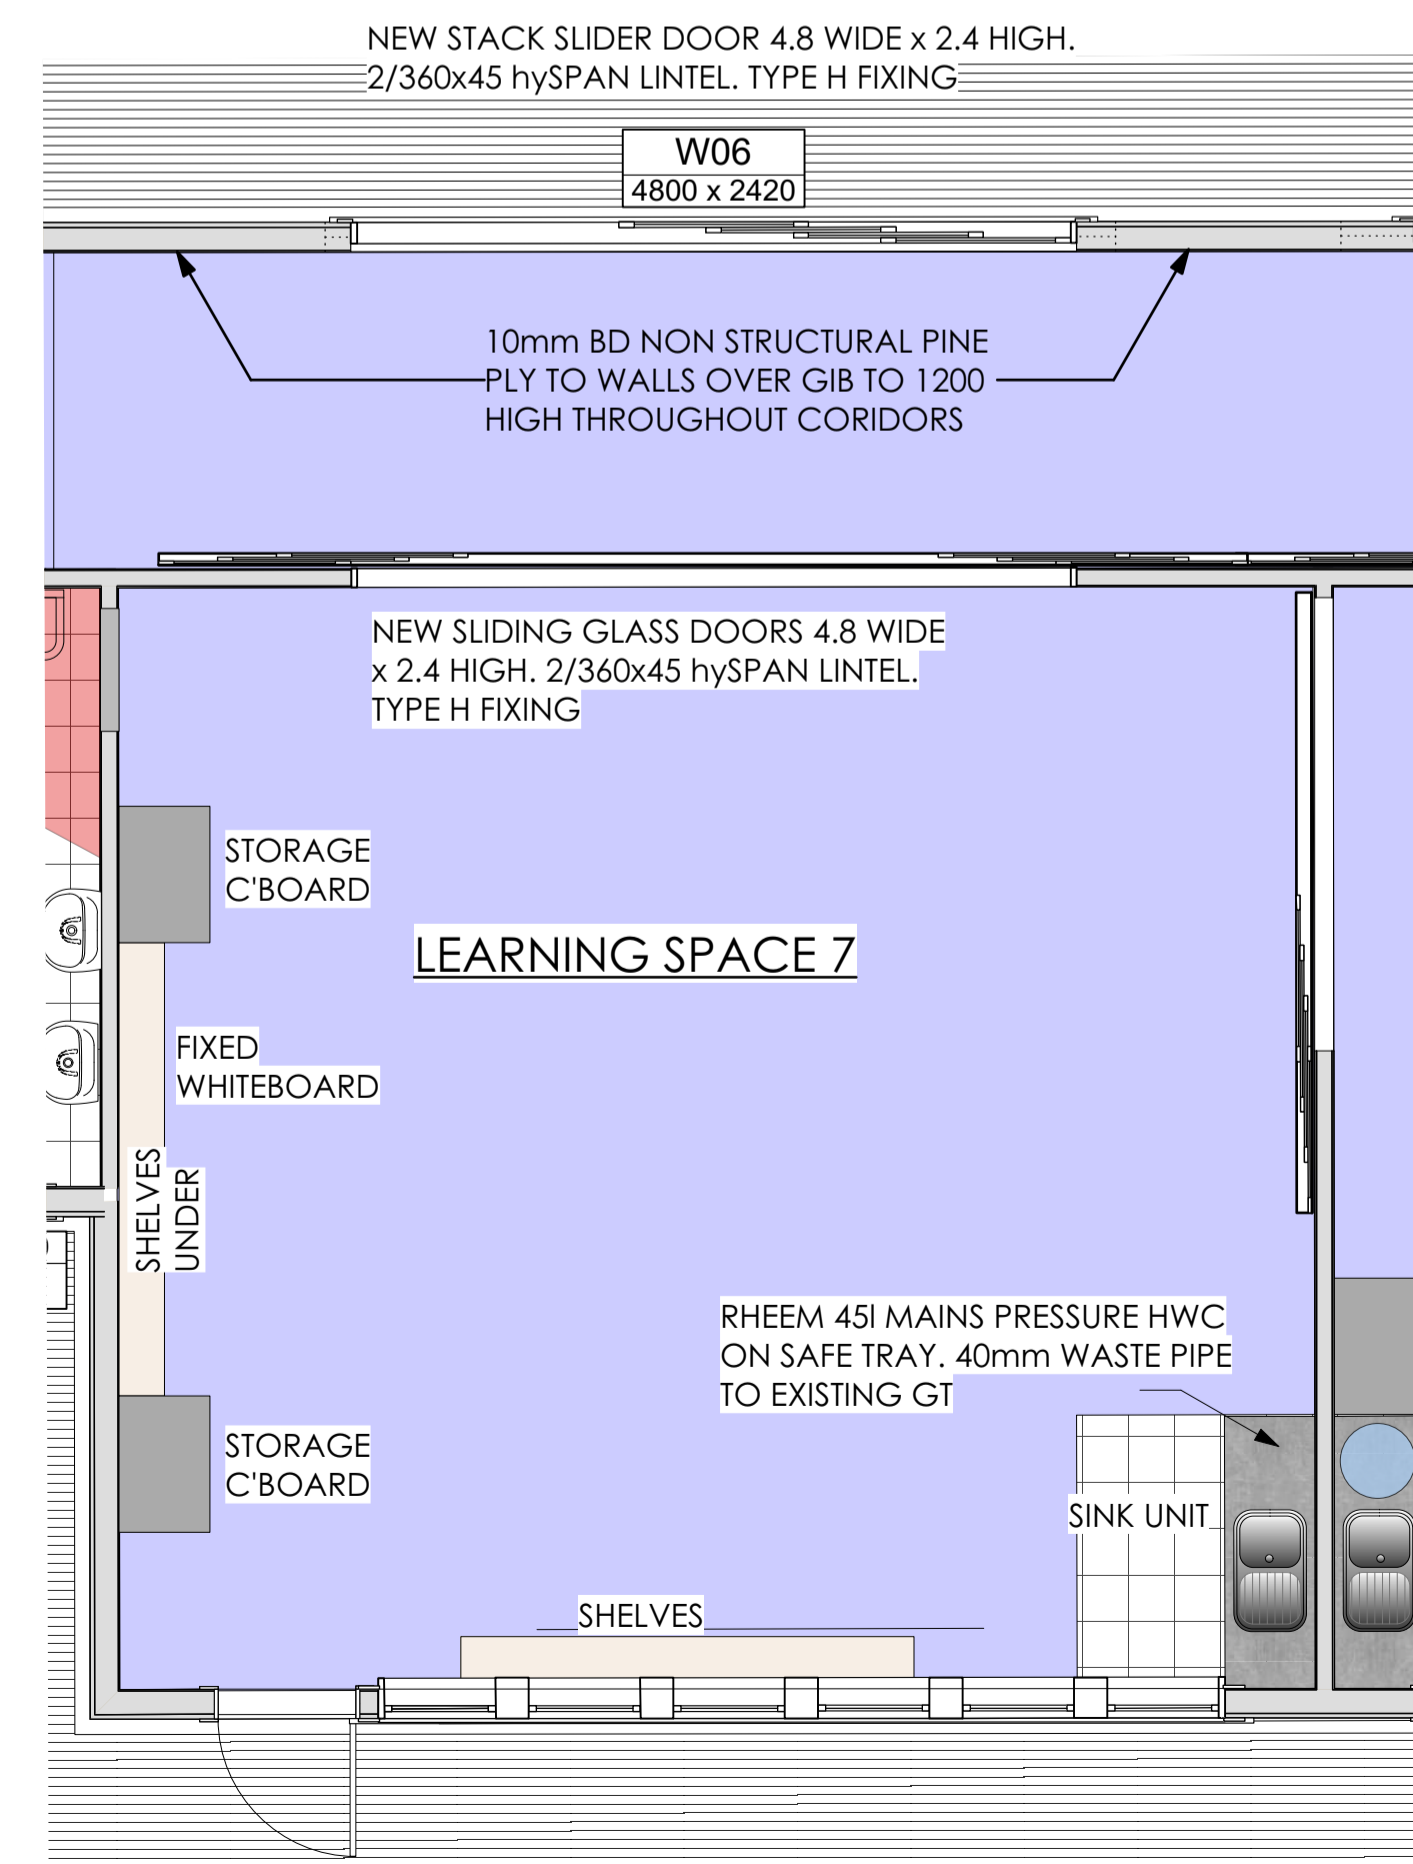 NEW STACK SLIDER DOOR 4.8 WIDE x 2.4 HIGH.
2/360x45 hySPAN LINTEL. TYPE H FIXING
W06
4800 x 2420
10mm BD NON STRUCTURAL PINE
PLY TO WALLS OVER GIB TO 1200
HIGH THROUGHOUT CORIDORS
NEW SLIDING GLASS DOORS 4.8 WIDE
x 2.4 HIGH. 2/360x45 hySPAN LINTEL.
TYPE H FIXING
STORAGE
C'BOARD
LEARNING SPACE 7
FIXED
WHITEBOARD
SHELVES
UNDER
RHEEM 45l MAINS PRESSURE HWC
ON SAFE TRAY. 40mm WASTE PIPE
TO EXISTING GT
STORAGE
C'BOARD
SINK UNIT
SHELVES